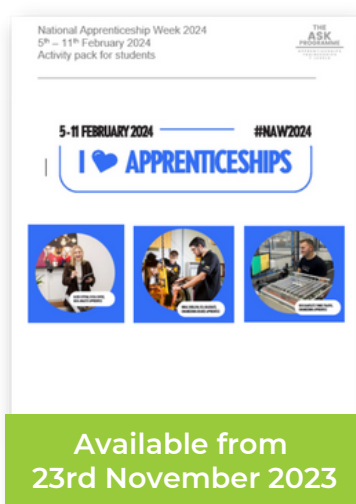 National Apprenticeship Week 2024
5th – 11th February 2024
Activity pack for students
THE
ASK
PROGRAMME
5-11 FEBRUARY 2024
#NAW2024
I APPRENTICESHIPS
Available from
23rd November 2023